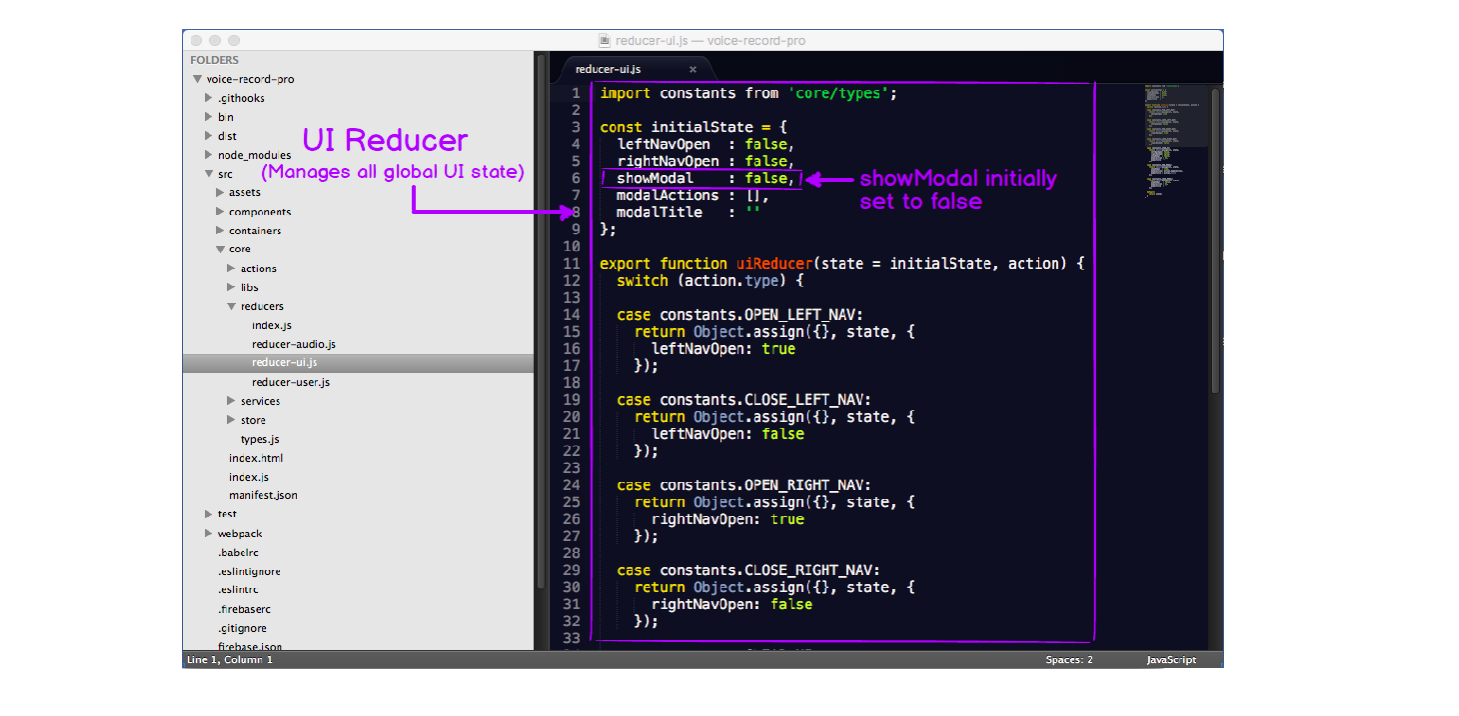 reducer-ui.js — voice-record-pro
FOLDERS
voice-record-pro
.githooks
bin
dist
node_modules
src
assets
components
containers
core
actions
libs
reducers
index.js
reducer-audio.js
reducer-ui.js
reducer-user.js
services
store
types.js
index.html
index.js
manifest.json
test
webpack
.babelrc
.eslintignore
.eslintrc
.firebaserc
.gitignore
firebase.json
UI Reducer
(Manages all global UI state)
reducer-ui.js ×
1 import constants from 'core/types';
2
3 const initialState = {
4 leftNavOpen : false,
5 rightNavOpen : false,
6 showModal : false,
7 modalActions : [],
8 modalTitle : ''
9 };
10
11 export function uiReducer(state = initialState, action) {
12 switch (action.type) {
13
14 case constants.OPEN_LEFT_NAV:
15 return Object.assign({}, state, {
16 leftNavOpen: true
17 });
18
19 case constants.CLOSE_LEFT_NAV:
20 return Object.assign({}, state, {
21 leftNavOpen: false
22 });
23
24 case constants.OPEN_RIGHT_NAV:
25 return Object.assign({}, state, {
26 rightNavOpen: true
27 });
28
29 case constants.CLOSE_RIGHT_NAV:
30 return Object.assign({}, state, {
31 rightNavOpen: false
32 });
33
showModal initially
set to false
Line 1, Column 1
Spaces: 2
JavaScript